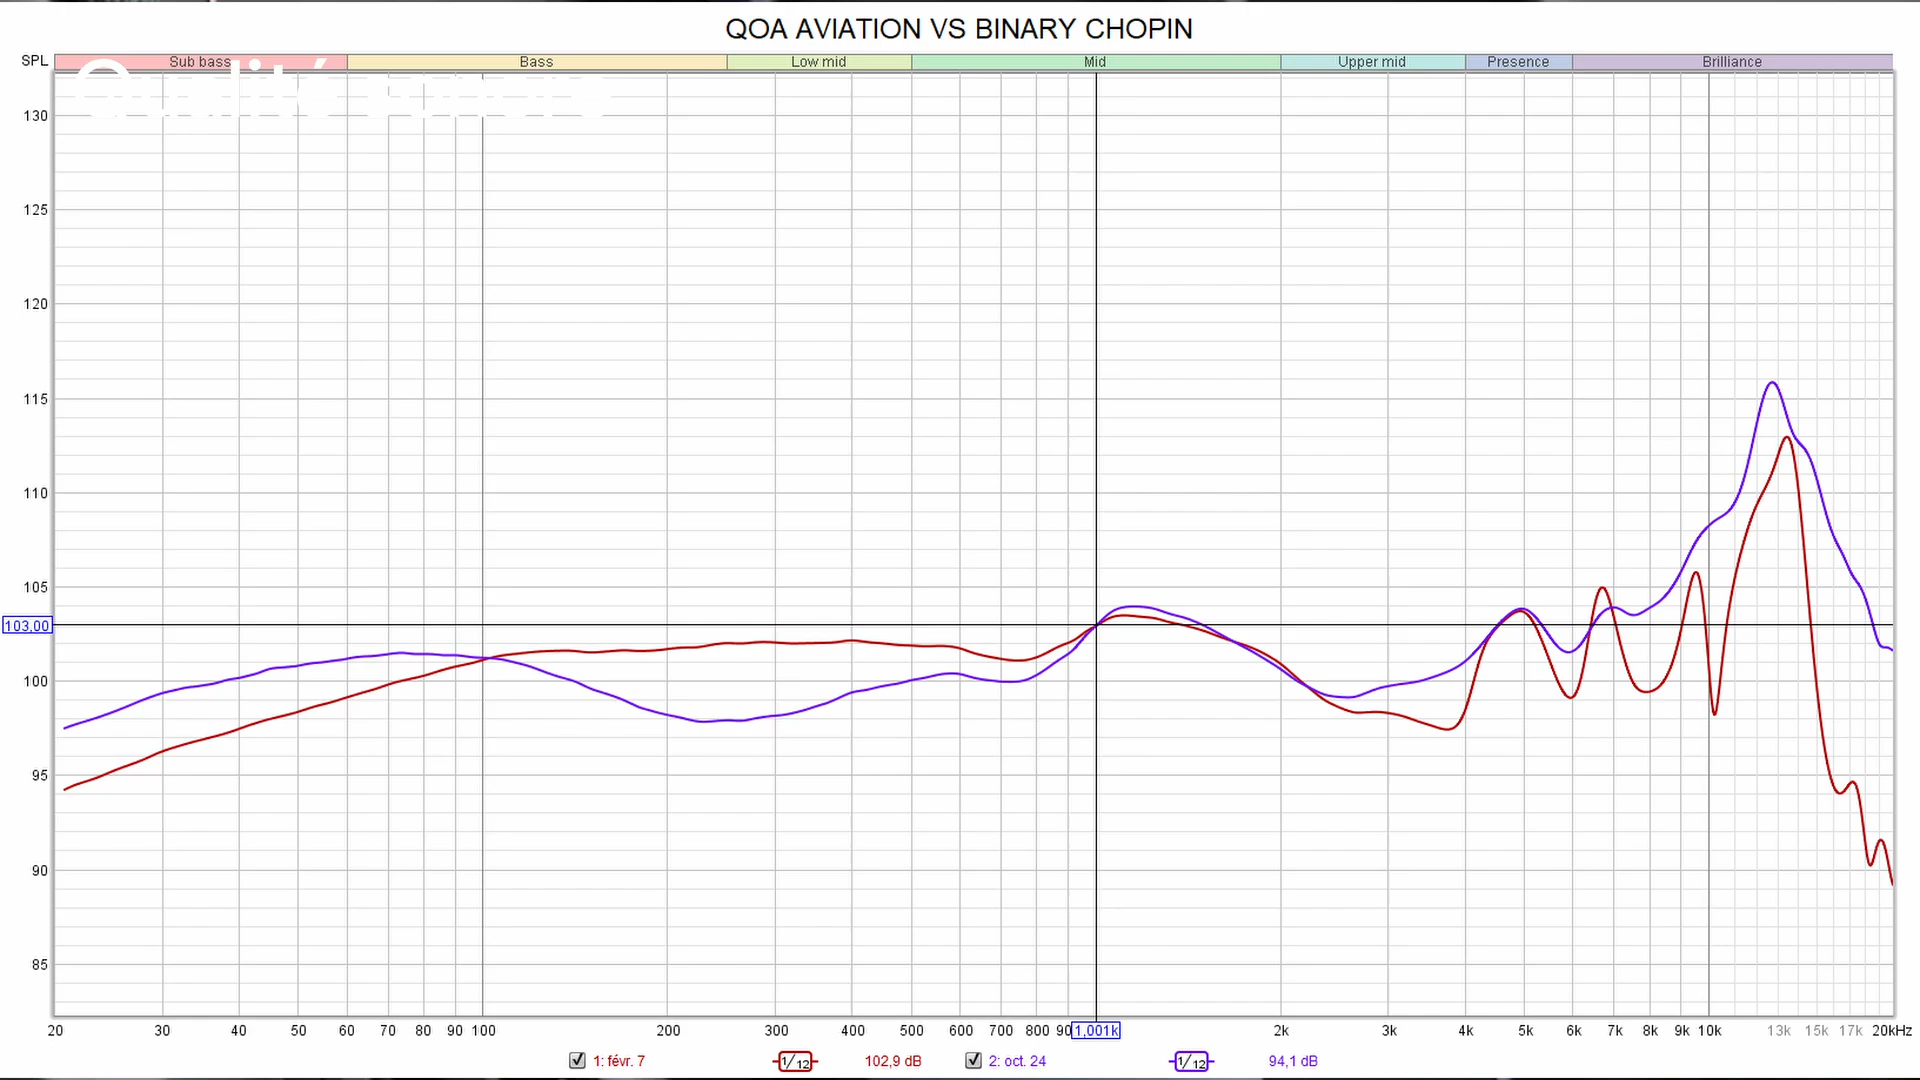 QOA AVIATION VS BINARY CHOPIN
SPL Sub bass Bass Low mid Mid Upper mid Presence Brilliance
Qualité
130
125
120
115
110
105
103,00
100
95
90
85
20 30 40 50 60 70 80 90 100 200 300 400 500 600 700 800 90 1,001k 2k 3k 4k 5k 6k 7k 8k 9k 10k 13k 15k 17k 20kHz
1: févr. 7 1/12 102,9 dB 2: oct. 24 1/12 94,1 dB